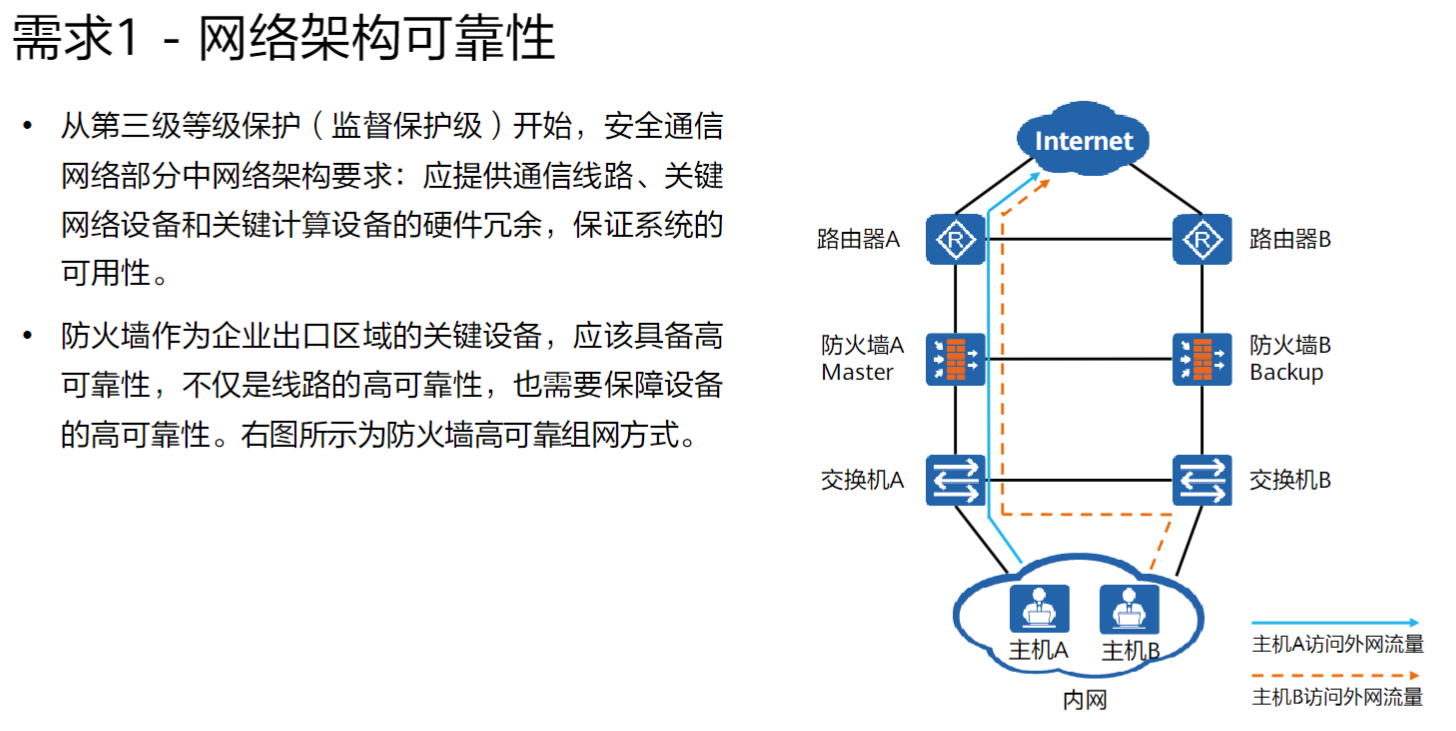 需求1 - 网络架构可靠性
• 从第三级等级保护（监督保护级）开始，安全通信
网络部分中网络架构要求：应提供通信线路、关键
网络设备和关键计算设备的硬件冗余，保证系统的
可用性。
• 防火墙作为企业出口区域的关键设备，应该具备高
可靠性，不仅是线路的高可靠性，也需要保障设备
的高可靠性。右图所示为防火墙高可靠组网方式。
Internet
路由器A
R
R
路由器B
防火墙A
Master
防火墙B
Backup
交换机A
交换机B
主机A
主机B
内网
主机A访问外网流量
主机B访问外网流量